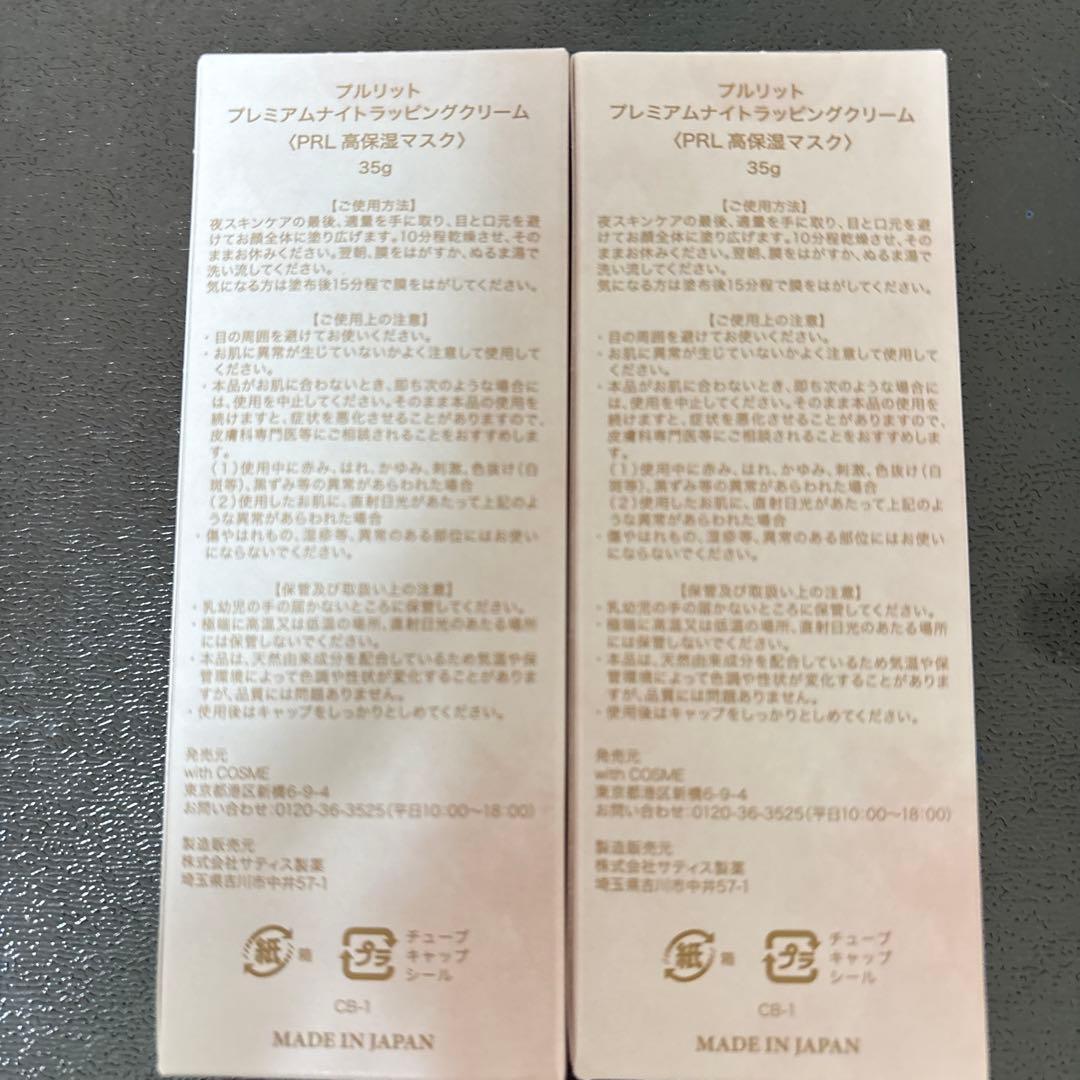 プルリット
プレミアムナイトラッピングクリーム
〈PRL 高保湿マスク〉
35g
【ご使用方法】
夜スキンケアの最後、適量を手に取り、目と口元を避
けてお顔全体に塗り広げます。10分程乾燥させ、その
ままお休みください。翌朝、膜をはがすか、ぬるま湯で
洗い流してください。
気になる方は塗布後15分程で膜をはがしてください。
【ご使用上の注意】
・目の周囲を避けてお使いください。
・お肌に異常が生じていないかよく注意して使用して
ください。
・本品がお肌に合わないとき、即ち次のような場合に
は、使用を中止してください。そのまま本品の使用を
続けますと、症状を悪化させることがありますので、
皮膚科専門医等にご相談されることをおすすめしま
す。
（1）使用中に赤み、はれ、かゆみ、刺激、色抜け（白
斑等）、黒ずみ等の異常があらわれた場合
（2）使用したお肌に、直射日光があたって上記のよ
うな異常があらわれた場合
・傷やはれもの、湿疹等、異常のある部位にはお使い
にならないでください。
【保管及び取扱い上の注意】
・乳幼児の手の届かないところに保管してください。
・極端に高温又は低温の場所、直射日光のあたる場所
には保管しないでください。
・本品は、天然由来成分を配合しているため気温や保
管環境によって色調や性状が変化することがありま
すが、品質には問題ありません。
・使用後はキャップをしっかりとしめてください。
発売元
with COSME
東京都港区新橋6-9-4
お問い合わせ：0120-36-3525（平日10：00〜18：00）
製造販売元
株式会社サティス製薬
埼玉県吉川市中井57-1
紙 箱
プラ チューブ
キャップ
シール
CB-1
MADE IN JAPAN
プルリット
プレミアムナイトラッピングクリーム
〈PRL 高保湿マスク〉
35g
【ご使用方法】
夜スキンケアの最後、適量を手に取り、目と口元を避
けてお顔全体に塗り広げます。10分程乾燥させ、その
ままお休みください。翌朝、膜をはがすか、ぬるま湯で
洗い流してください。
気になる方は塗布後15分程で膜をはがしてください。
【ご使用上の注意】
・目の周囲を避けてお使いください。
・お肌に異常が生じていないかよく注意して使用して
ください。
・本品がお肌に合わないとき、即ち次のような場合に
は、使用を中止してください。そのまま本品の使用を
続けますと、症状を悪化させることがありますので、
皮膚科専門医等にご相談されることをおすすめしま
す。
（1）使用中に赤み、はれ、かゆみ、刺激、色抜け（白
斑等）、黒ずみ等の異常があらわれた場合
（2）使用したお肌に、直射日光があたって上記のよ
うな異常があらわれた場合
・傷やはれもの、湿疹等、異常のある部位にはお使い
にならないでください。
【保管及び取扱い上の注意】
・乳幼児の手の届かないところに保管してください。
・極端に高温又は低温の場所、直射日光のあたる場所
には保管しないでください。
・本品は、天然由来成分を配合しているため気温や保
管環境によって色調や性状が変化することがありま
すが、品質には問題ありません。
・使用後はキャップをしっかりとしめてください。
発売元
with COSME
東京都港区新橋6-9-4
お問い合わせ：0120-36-3525（平日10：00〜18：00）
製造販売元
株式会社サティス製薬
埼玉県吉川市中井57-1
紙 箱
プラ チューブ
キャップ
シール
CB-1
MADE IN JAPAN